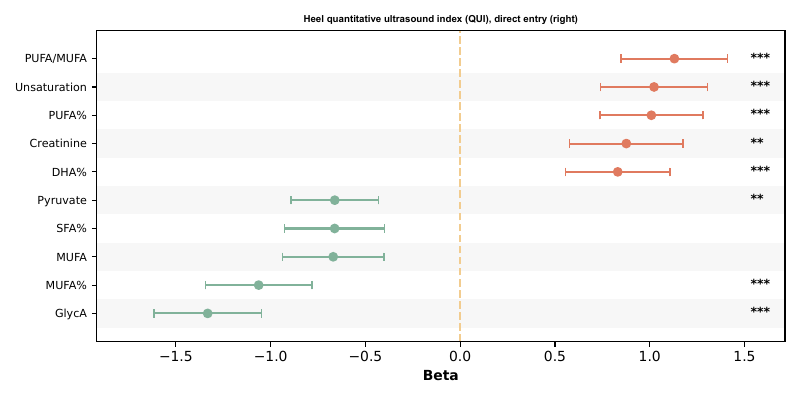 Heel quantitative ultrasound index (QUI), direct entry (right)
PUFA/MUFA ***
Unsaturation ***
PUFA% ***
Creatinine **
DHA% ***
Pyruvate **
SFA%
MUFA
MUFA% ***
GlycA ***
−1.5 −1.0 −0.5 0.0 0.5 1.0 1.5
Beta